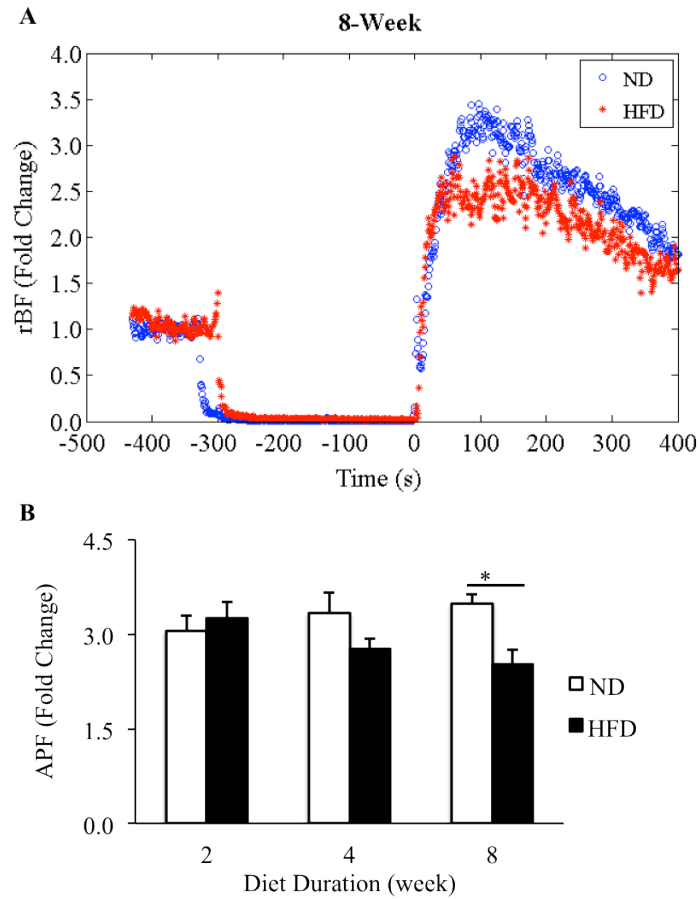 A
8-Week
4.0
3.5
3.0
2.5
2.0
1.5
1.0
0.5
0.0
rBF (Fold Change)
ND
HFD
-500 -400 -300 -200 -100 0 100 200 300 400
Time (s)
B
4.5
3.0
1.5
0.0
APF (Fold Change)
*
ND
HFD
2 4 8
Diet Duration (week)